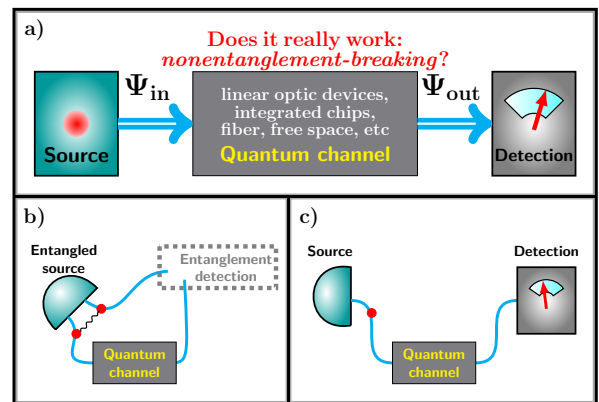 a)
Does it really work:
nonentanglement-breaking?
Ψin
Ψout
linear optic devices,
integrated chips,
fiber, free space, etc
Quantum channel
Source
Detection
b)
Entangled
source
Entanglement
detection
Quantum
channel
c)
Source
Detection
Quantum
channel